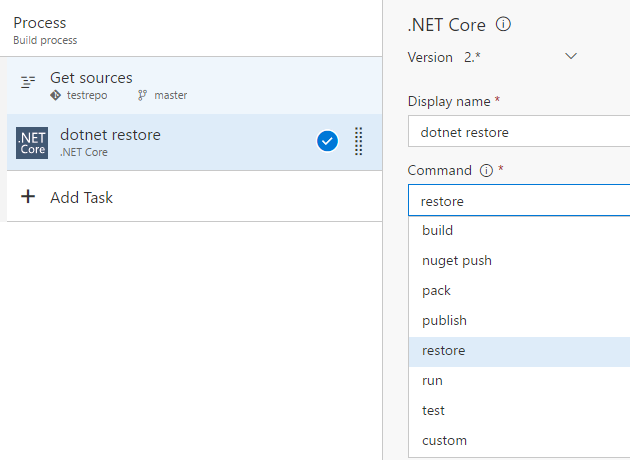 Process
Build process
Get sources
testrepo master
.NET Core
dotnet restore
.NET Core
Add Task
.NET Core
Version 2.*
Display name *
dotnet restore
Command *
restore
build
nuget push
pack
publish
restore
run
test
custom